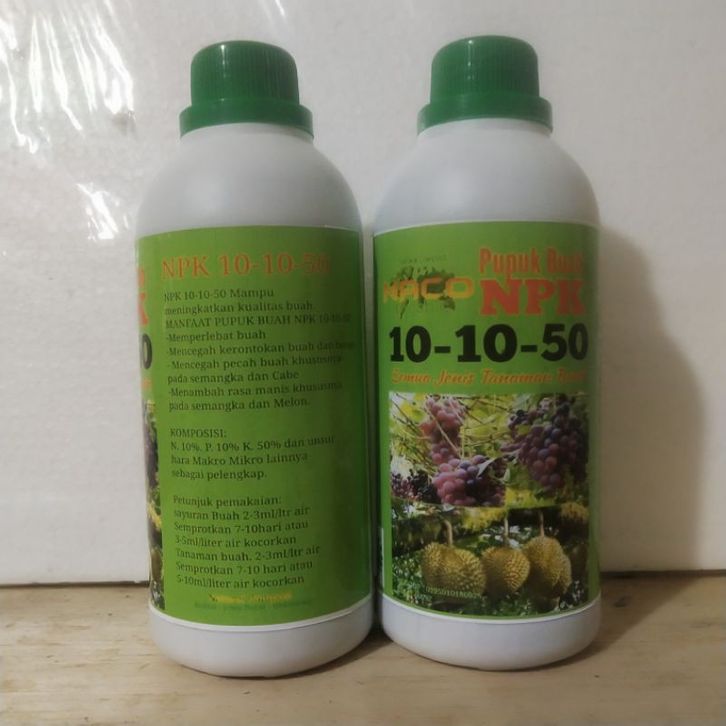 NPK 10-10-50
NPK 10-10-50 Mampu
meningkatkan kualitas buah.
MANFAAT PUPUK BUAH NPK 10-10-50
-Memperlebat buah
-Mencegah kerontokan buah dan
- Mencegah pecah buah khususnya
pada semangka dan Cabe
-Menambah rasa manis khususma
pada semangka dan Melon.
KOMPOSISI:
N. 10%. P. 10% K. 50% dan unsur
hara Makro Mikro Lainnya
sebagai pelengkap.
Petunjuk pemakaian:
sayuran Buah 2-3ml/ltr air
Semprotkan 7-10hari atau
3-5ml/liter air kocorkan
Tanaman buah. 2-3ml/ltr air
Semprotkan 7-10 hari atau
5-10ml/liter air kocorkan
Pupuk Buah
NACO NPK
10-10-50
Semua Jenis Tanaman